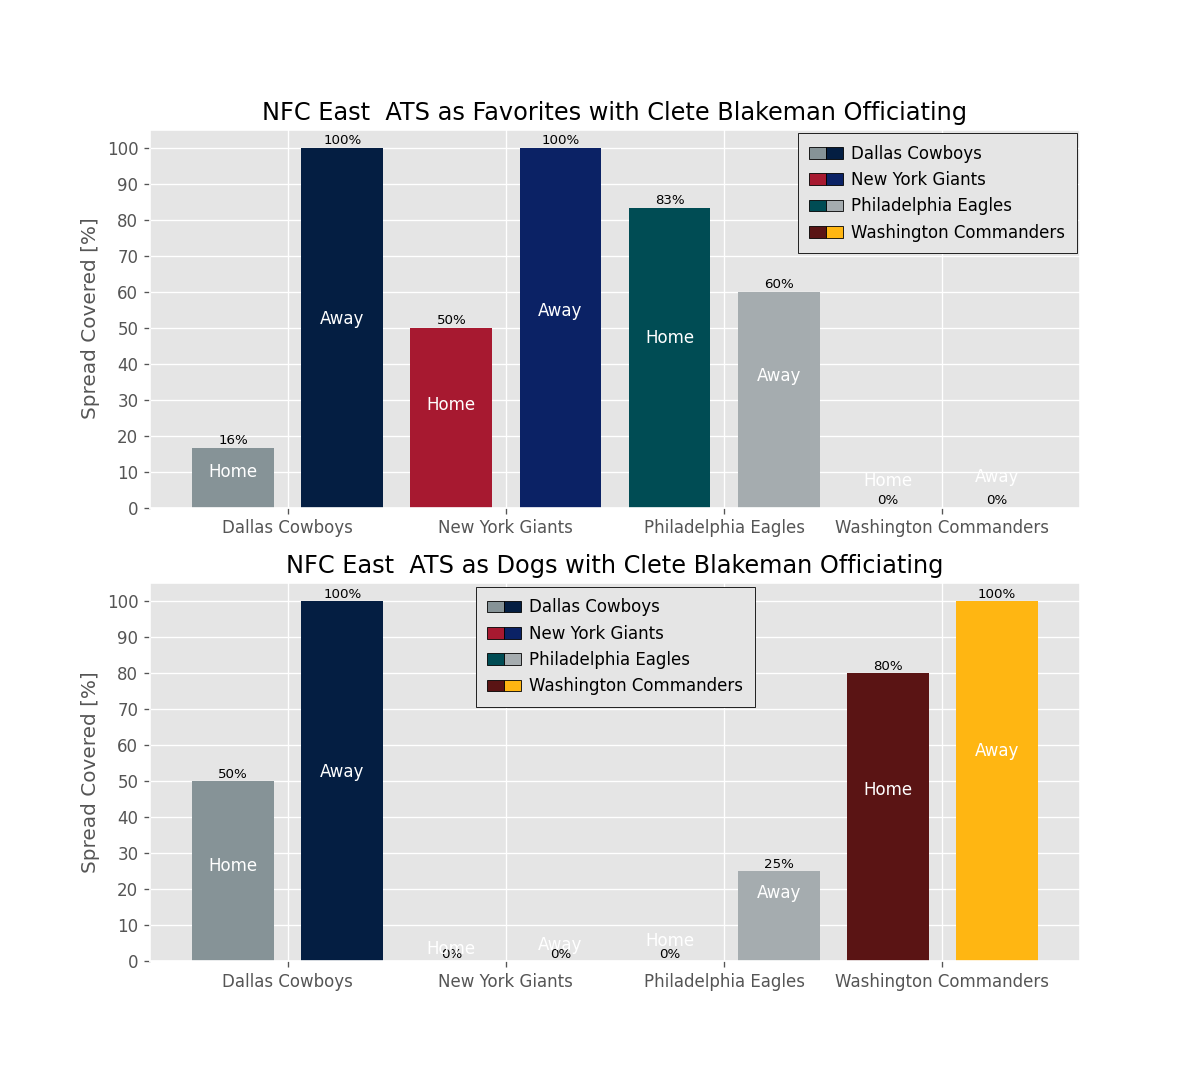 NFC East  ATS as Favorites with Clete Blakeman Officiating
Spread Covered [%]
100
90
80
70
60
50
40
30
20
10
0
16%
Home
100%
Away
50%
Home
100%
Away
83%
Home
60%
Away
Home
0%
Away
0%
Dallas Cowboys
New York Giants
Philadelphia Eagles
Washington Commanders
Dallas Cowboys
New York Giants
Philadelphia Eagles
Washington Commanders
NFC East  ATS as Dogs with Clete Blakeman Officiating
Spread Covered [%]
100
90
80
70
60
50
40
30
20
10
0
50%
Home
100%
Away
Home
0%
Away
0%
Home
0%
25%
Away
80%
Home
100%
Away
Dallas Cowboys
New York Giants
Philadelphia Eagles
Washington Commanders
Dallas Cowboys
New York Giants
Philadelphia Eagles
Washington Commanders